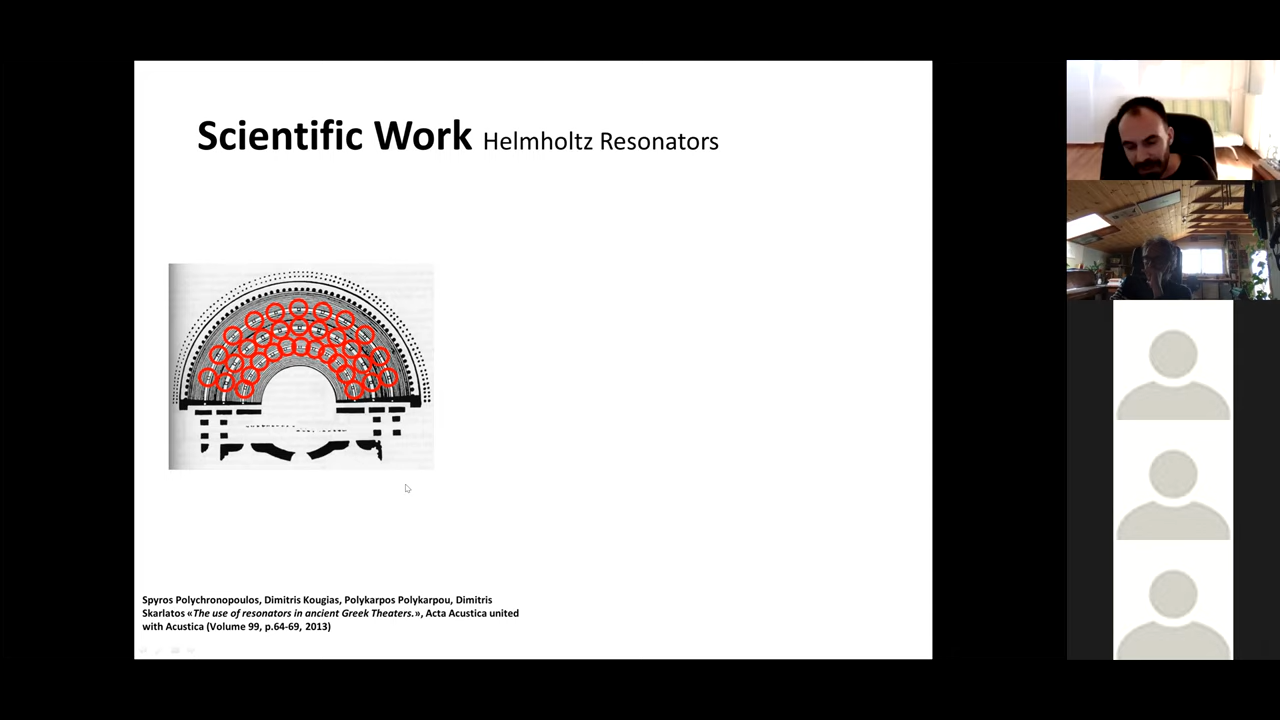 Scientific Work Helmholtz Resonators
Spyros Polychronopoulos, Dimitris Kougias, Polykarpos Polykarpou, Dimitris
Skarlatos «The use of resonators in ancient Greek Theaters.», Acta Acustica united
with Acustica (Volume 99, p.64-69, 2013)